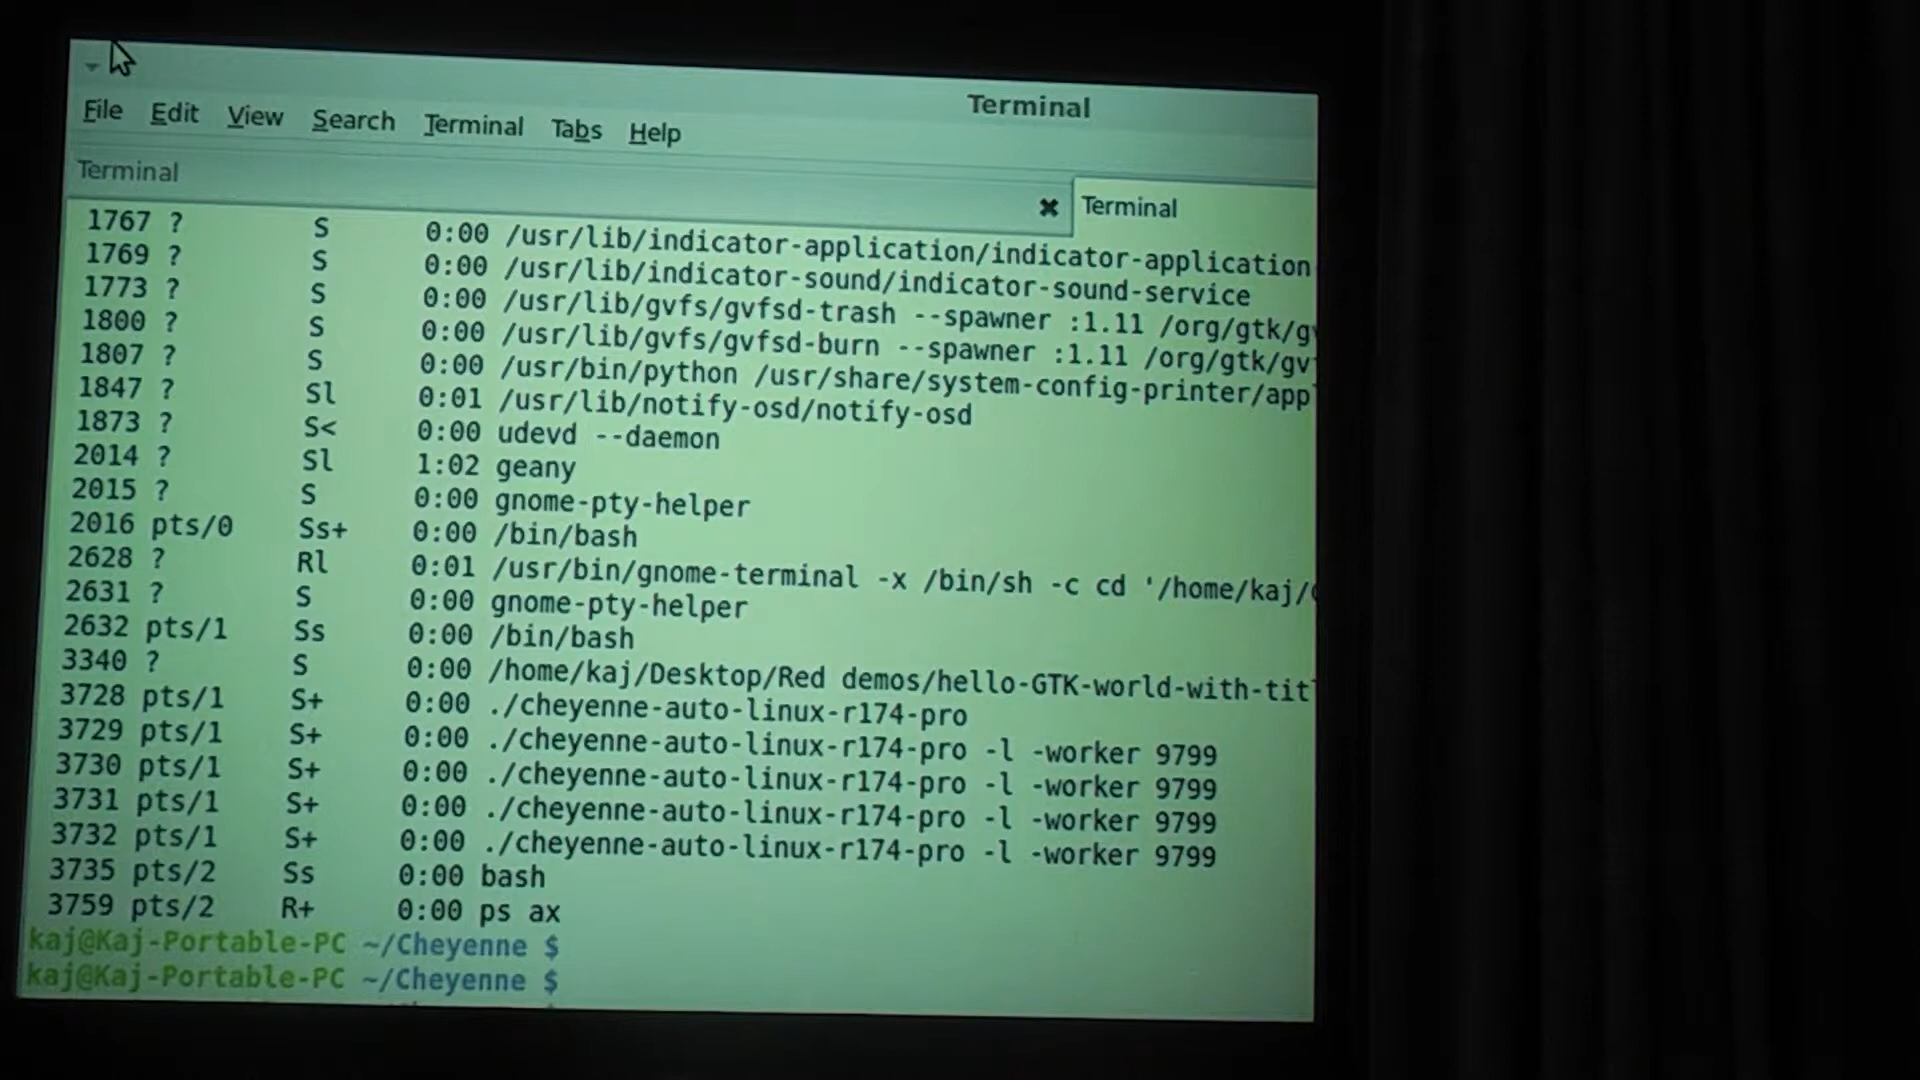 Terminal
File Edit View Search Terminal Tabs Help
Terminal Terminal
1767 ? S 0:00 /usr/lib/indicator-application/indicator-application
1769 ? S 0:00 /usr/lib/indicator-sound/indicator-sound-service
1773 ? S 0:00 /usr/lib/gvfs/gvfsd-trash --spawner :1.11 /org/gtk/gv
1800 ? S 0:00 /usr/lib/gvfs/gvfsd-burn --spawner :1.11 /org/gtk/gv
1807 ? S 0:00 /usr/bin/python /usr/share/system-config-printer/appl
1847 ? Sl 0:01 /usr/lib/notify-osd/notify-osd
1873 ? S< 0:00 udevd --daemon
2014 ? Sl 1:02 geany
2015 ? S 0:00 gnome-pty-helper
2016 pts/0 Ss+ 0:00 /bin/bash
2628 ? Rl 0:01 /usr/bin/gnome-terminal -x /bin/sh -c cd '/home/kaj/
2631 ? S 0:00 gnome-pty-helper
2632 pts/1 Ss 0:00 /bin/bash
3340 ? S 0:00 /home/kaj/Desktop/Red demos/hello-GTK-world-with-titl
3728 pts/1 S+ 0:00 ./cheyenne-auto-linux-r174-pro
3729 pts/1 S+ 0:00 ./cheyenne-auto-linux-r174-pro -l -worker 9799
3730 pts/1 S+ 0:00 ./cheyenne-auto-linux-r174-pro -l -worker 9799
3731 pts/1 S+ 0:00 ./cheyenne-auto-linux-r174-pro -l -worker 9799
3732 pts/1 S+ 0:00 ./cheyenne-auto-linux-r174-pro -l -worker 9799
3735 pts/2 Ss 0:00 bash
3759 pts/2 R+ 0:00 ps ax
kaj@Kaj-Portable-PC ~/Cheyenne $
kaj@Kaj-Portable-PC ~/Cheyenne $